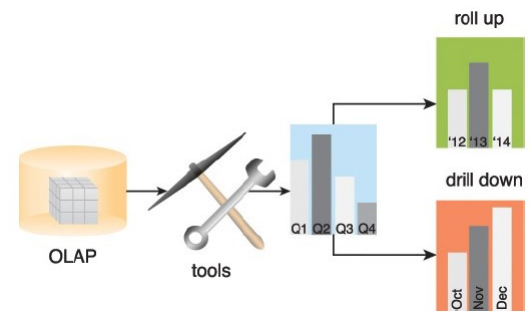 roll up
'12 '13 '14
OLAP
tools
Q1 Q2 Q3 Q4
drill down
Oct
Nov
Dec